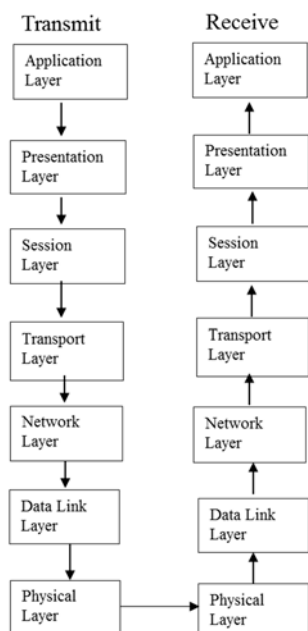 Transmit
Application
Layer
Presentation
Layer
Session
Layer
Transport
Layer
Network
Layer
Data Link
Layer
Physical
Layer
Receive
Application
Layer
Presentation
Layer
Session
Layer
Transport
Layer
Network
Layer
Data Link
Layer
Physical
Layer